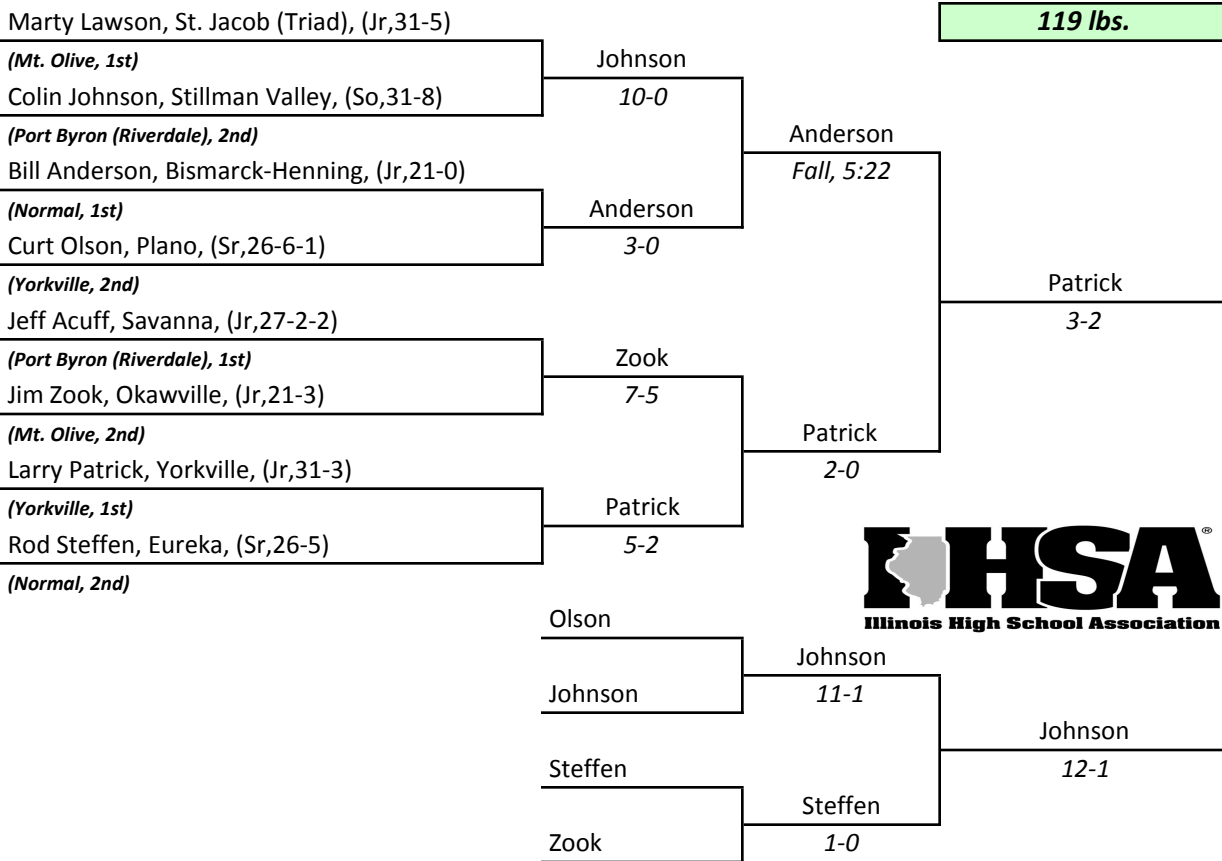 Marty Lawson, St. Jacob (Triad), (Jr,31-5)
119 lbs.
(Mt. Olive, 1st)
Johnson
Colin Johnson, Stillman Valley, (So,31-8)
10-0
(Port Byron (Riverdale), 2nd)
Anderson
Bill Anderson, Bismarck-Henning, (Jr,21-0)
Fall, 5:22
(Normal, 1st)
Anderson
Curt Olson, Plano, (Sr,26-6-1)
3-0
(Yorkville, 2nd)
Patrick
Jeff Acuff, Savanna, (Jr,27-2-2)
3-2
(Port Byron (Riverdale), 1st)
Zook
Jim Zook, Okawville, (Jr,21-3)
7-5
(Mt. Olive, 2nd)
Patrick
Larry Patrick, Yorkville, (Jr,31-3)
2-0
(Yorkville, 1st)
Patrick
Rod Steffen, Eureka, (Sr,26-5)
5-2
(Normal, 2nd)
IHSA®
Illinois High School Association
Olson
Johnson
Johnson
11-1
Johnson
Steffen
12-1
Steffen
Zook
1-0